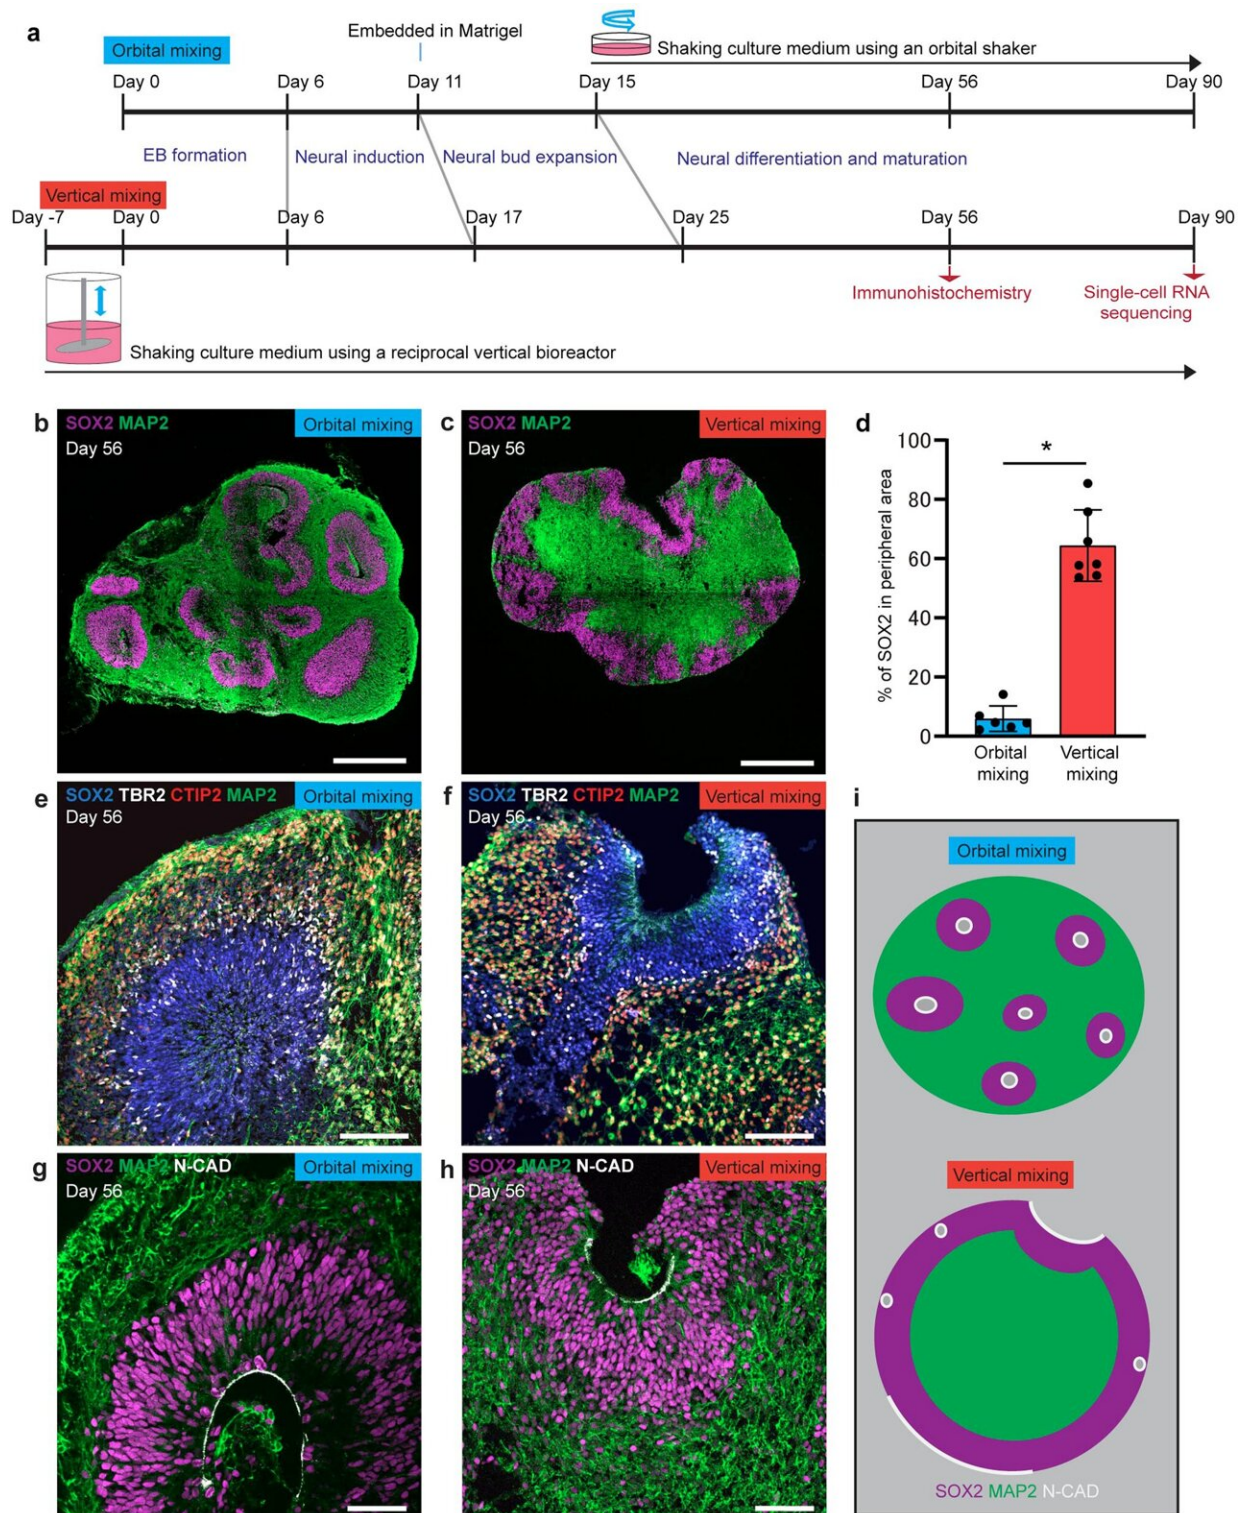 a
Embedded in Matrigel
Orbital mixing
Shaking culture medium using an orbital shaker
Day 0 Day 6 Day 11 Day 15 Day 56 Day 90
EB formation Neural induction Neural bud expansion Neural differentiation and maturation
Vertical mixing
Day -7 Day 0 Day 6 Day 17 Day 25 Day 56 Day 90
Immunohistochemistry
Single-cell RNA
sequencing
Shaking culture medium using a reciprocal vertical bioreactor
b
SOX2 MAP2 Orbital mixing
Day 56
c
SOX2 MAP2 Vertical mixing
Day 56
d
% of SOX2 in peripheral area
100
80
60
40
20
0
*
Orbital
mixing
Vertical
mixing
e
SOX2 TBR2 CTIP2 MAP2 Orbital mixing
Day 56
f
SOX2 TBR2 CTIP2 MAP2 Vertical mixing
Day 56
g
SOX2 MAP2 N-CAD Orbital mixing
Day 56
h
SOX2 MAP2 N-CAD Vertical mixing
Day 56
i
Orbital mixing
Vertical mixing
SOX2 MAP2 N-CAD